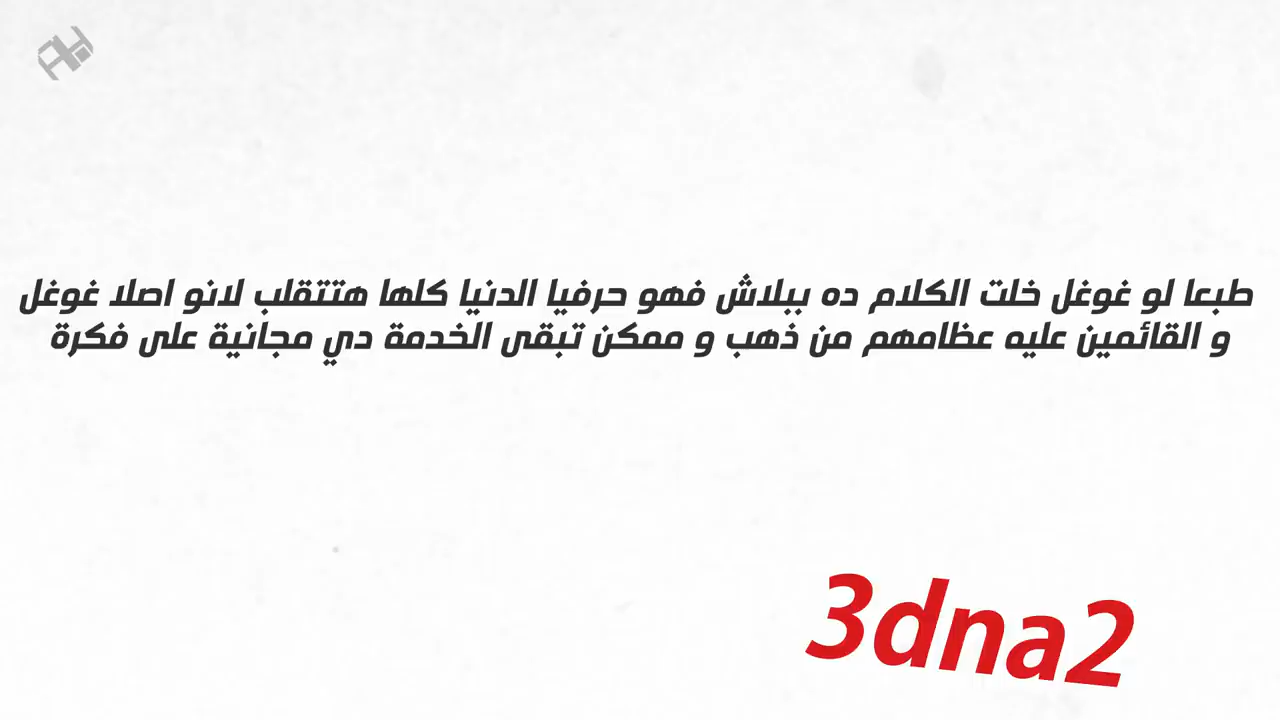 طبعا لو غوغل خلت الكلام ده ببلاش فهو حرفيا الدنيا كلها هتتقلب لانو اصلا غوغل
و القائمين عليه عظامهم من ذهب و ممكن تبقى الخدمة دي مجانية على فكرة
3dna2